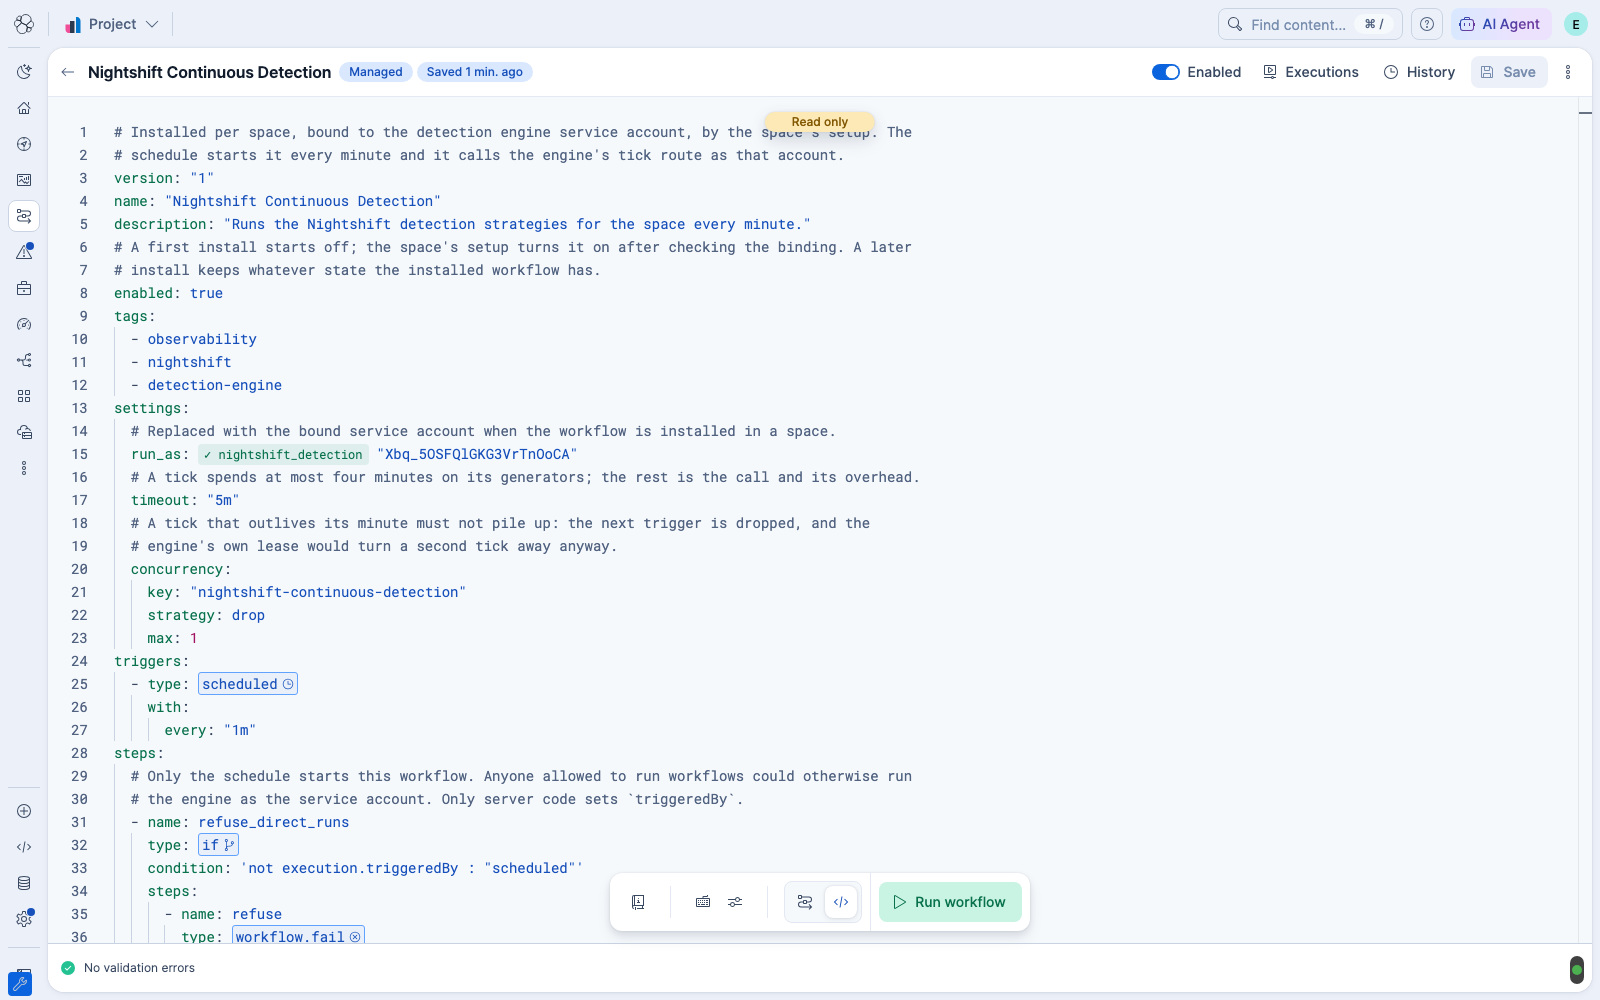 Project
Find content... ⌘ /
AI Agent
E
Nightshift Continuous Detection
Managed
Saved 1 min. ago
Enabled
Executions
History
Save
Read only
1 # Installed per space, bound to the detection engine service account, by the space's setup. The
2 # schedule starts it every minute and it calls the engine's tick route as that account.
3 version: "1"
4 name: "Nightshift Continuous Detection"
5 description: "Runs the Nightshift detection strategies for the space every minute."
6 # A first install starts off; the space's setup turns it on after checking the binding. A later
7 # install keeps whatever state the installed workflow has.
8 enabled: true
9 tags:
10 - observability
11 - nightshift
12 - detection-engine
13 settings:
14 # Replaced with the bound service account when the workflow is installed in a space.
15 run_as: ✓ nightshift_detection "Xbq_5OSFQlGKG3VrTnOoCA"
16 # A tick spends at most four minutes on its generators; the rest is the call and its overhead.
17 timeout: "5m"
18 # A tick that outlives its minute must not pile up: the next trigger is dropped, and the
19 # engine's own lease would turn a second tick away anyway.
20 concurrency:
21 key: "nightshift-continuous-detection"
22 strategy: drop
23 max: 1
24 triggers:
25 - type: scheduled
26 with:
27 every: "1m"
28 steps:
29 # Only the schedule starts this workflow. Anyone allowed to run workflows could otherwise run
30 # the engine as the service account. Only server code sets `triggeredBy`.
31 - name: refuse_direct_runs
32 type: if
33 condition: 'not execution.triggeredBy : "scheduled"'
34 steps:
35 - name: refuse
36 type: workflow.fail
Run workflow
No validation errors